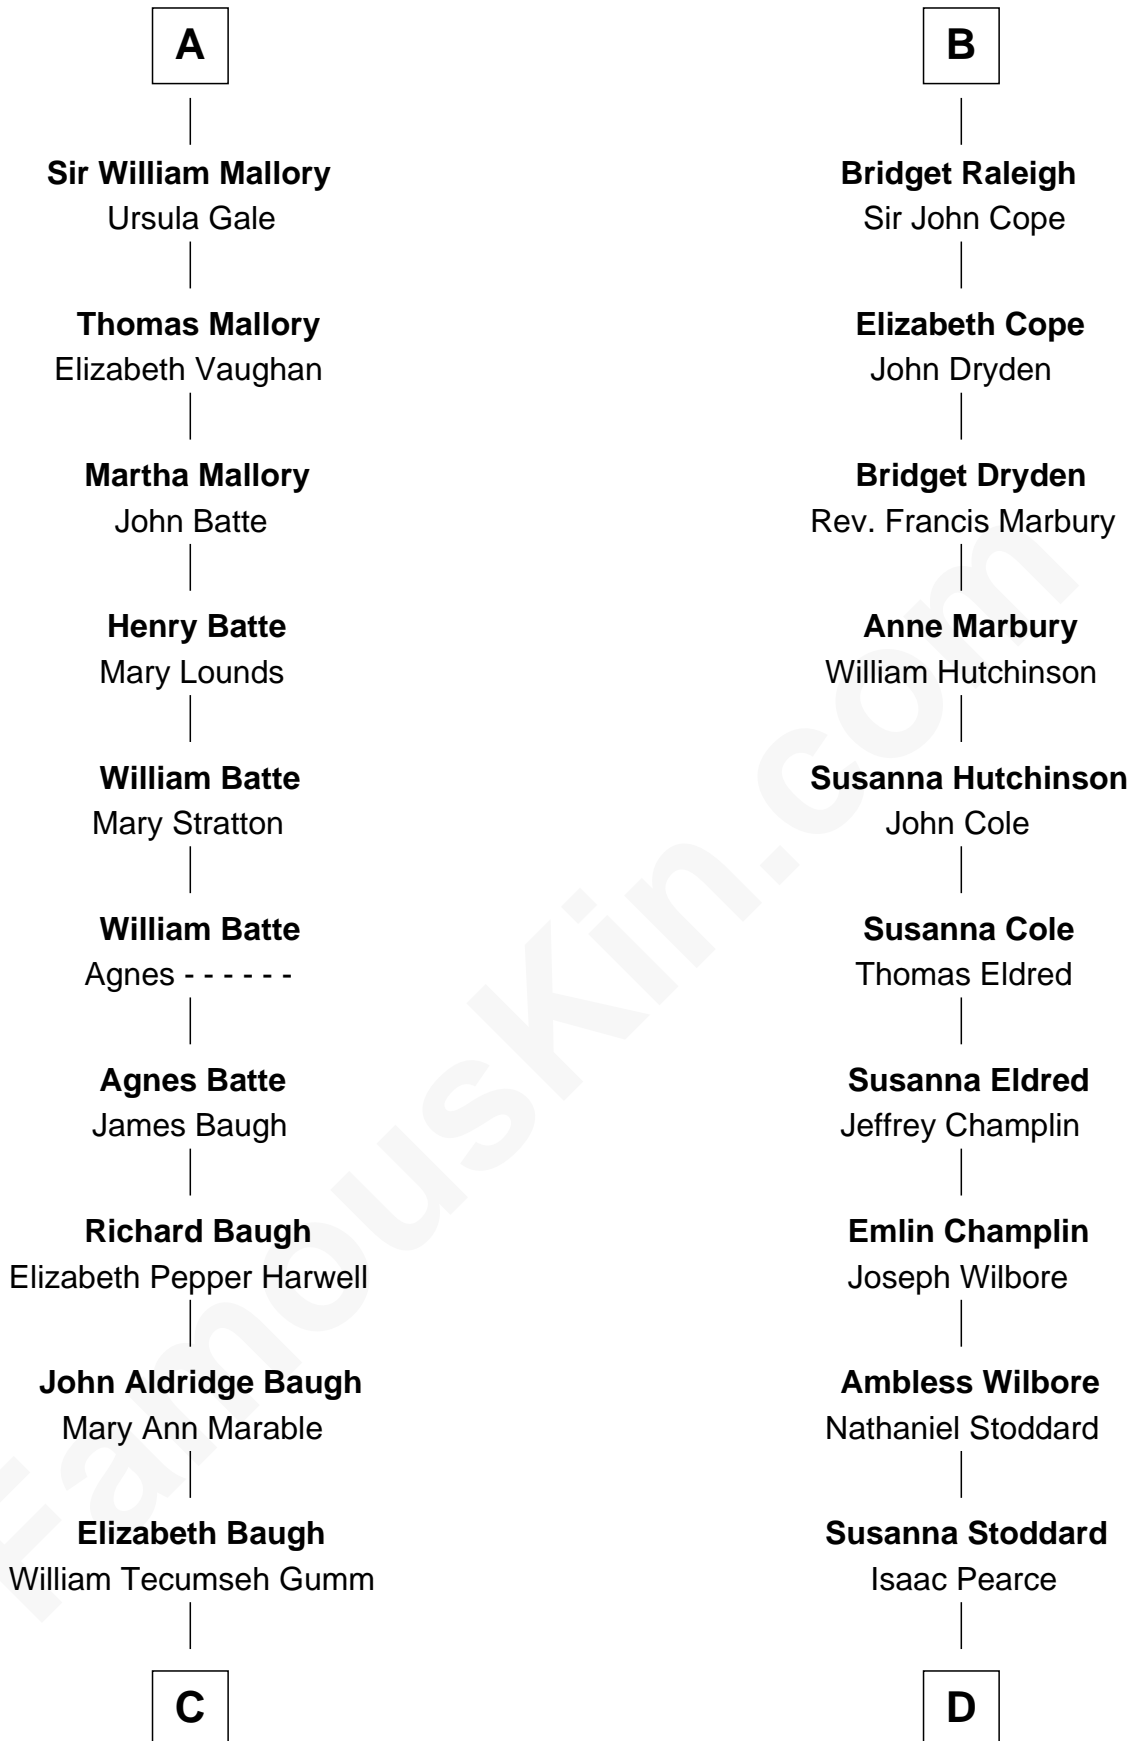 A
Sir William Mallory
Ursula Gale
Thomas Mallory
Elizabeth Vaughan
Martha Mallory
John Batte
Henry Batte
Mary Lounds
William Batte
Mary Stratton
William Batte
Agnes - - - - - -
Agnes Batte
James Baugh
Richard Baugh
Elizabeth Pepper Harwell
John Aldridge Baugh
Mary Ann Marable
Elizabeth Baugh
William Tecumseh Gumm
C
B
Bridget Raleigh
Sir John Cope
Elizabeth Cope
John Dryden
Bridget Dryden
Rev. Francis Marbury
Anne Marbury
William Hutchinson
Susanna Hutchinson
John Cole
Susanna Cole
Thomas Eldred
Susanna Eldred
Jeffrey Champlin
Emlin Champlin
Joseph Wilbore
Ambless Wilbore
Nathaniel Stoddard
Susanna Stoddard
Isaac Pearce
D
FamousKin.com